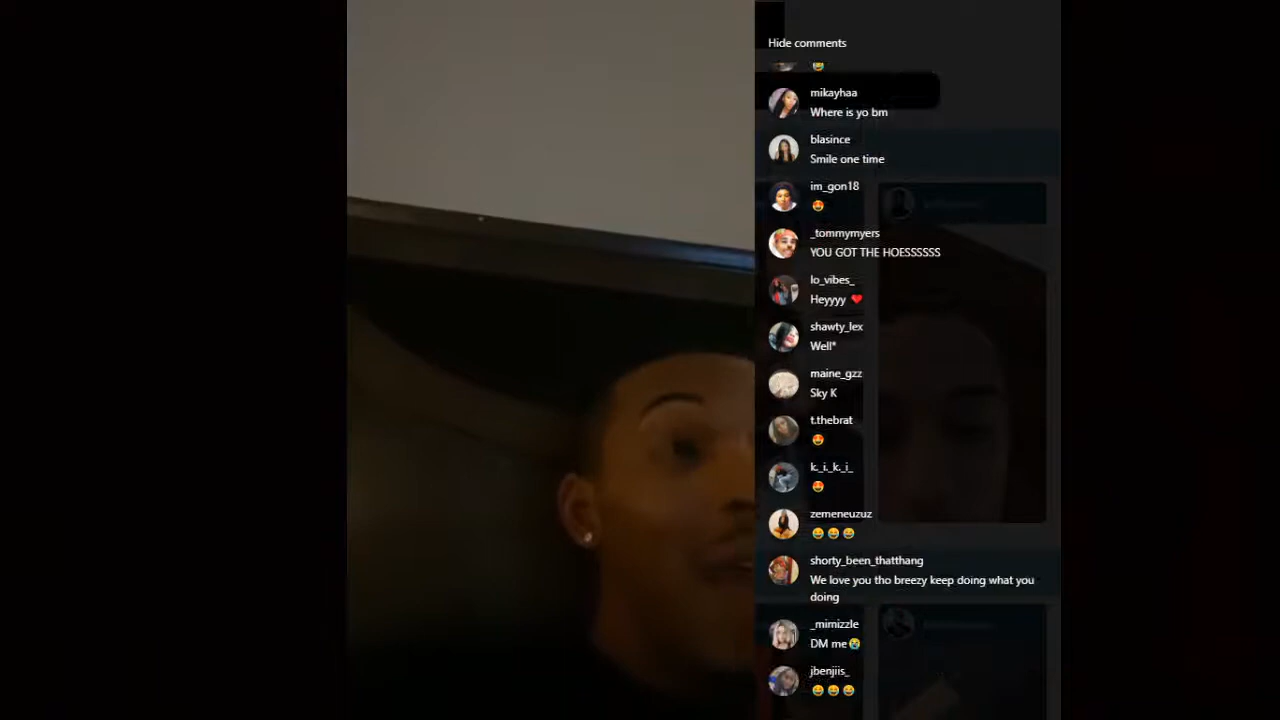 Hide comments
😂
mikayhaa
Where is yo bm
blasince
Smile one time
im_gon18
😍
_tommymyers
YOU GOT THE HOESSSSSS
lo_vibes_
Heyyyy ❤️
shawty_lex
Well*
maine_gzz
Sky K
t.thebrat
😍
k._.i._.k._.i._
😍
zemeneuzuz
😂😂😂
shorty_been_thatthang
We love you tho breezy keep doing what you
doing
_mimizzle
DM me😭
jbenjiis_
😂😂😂